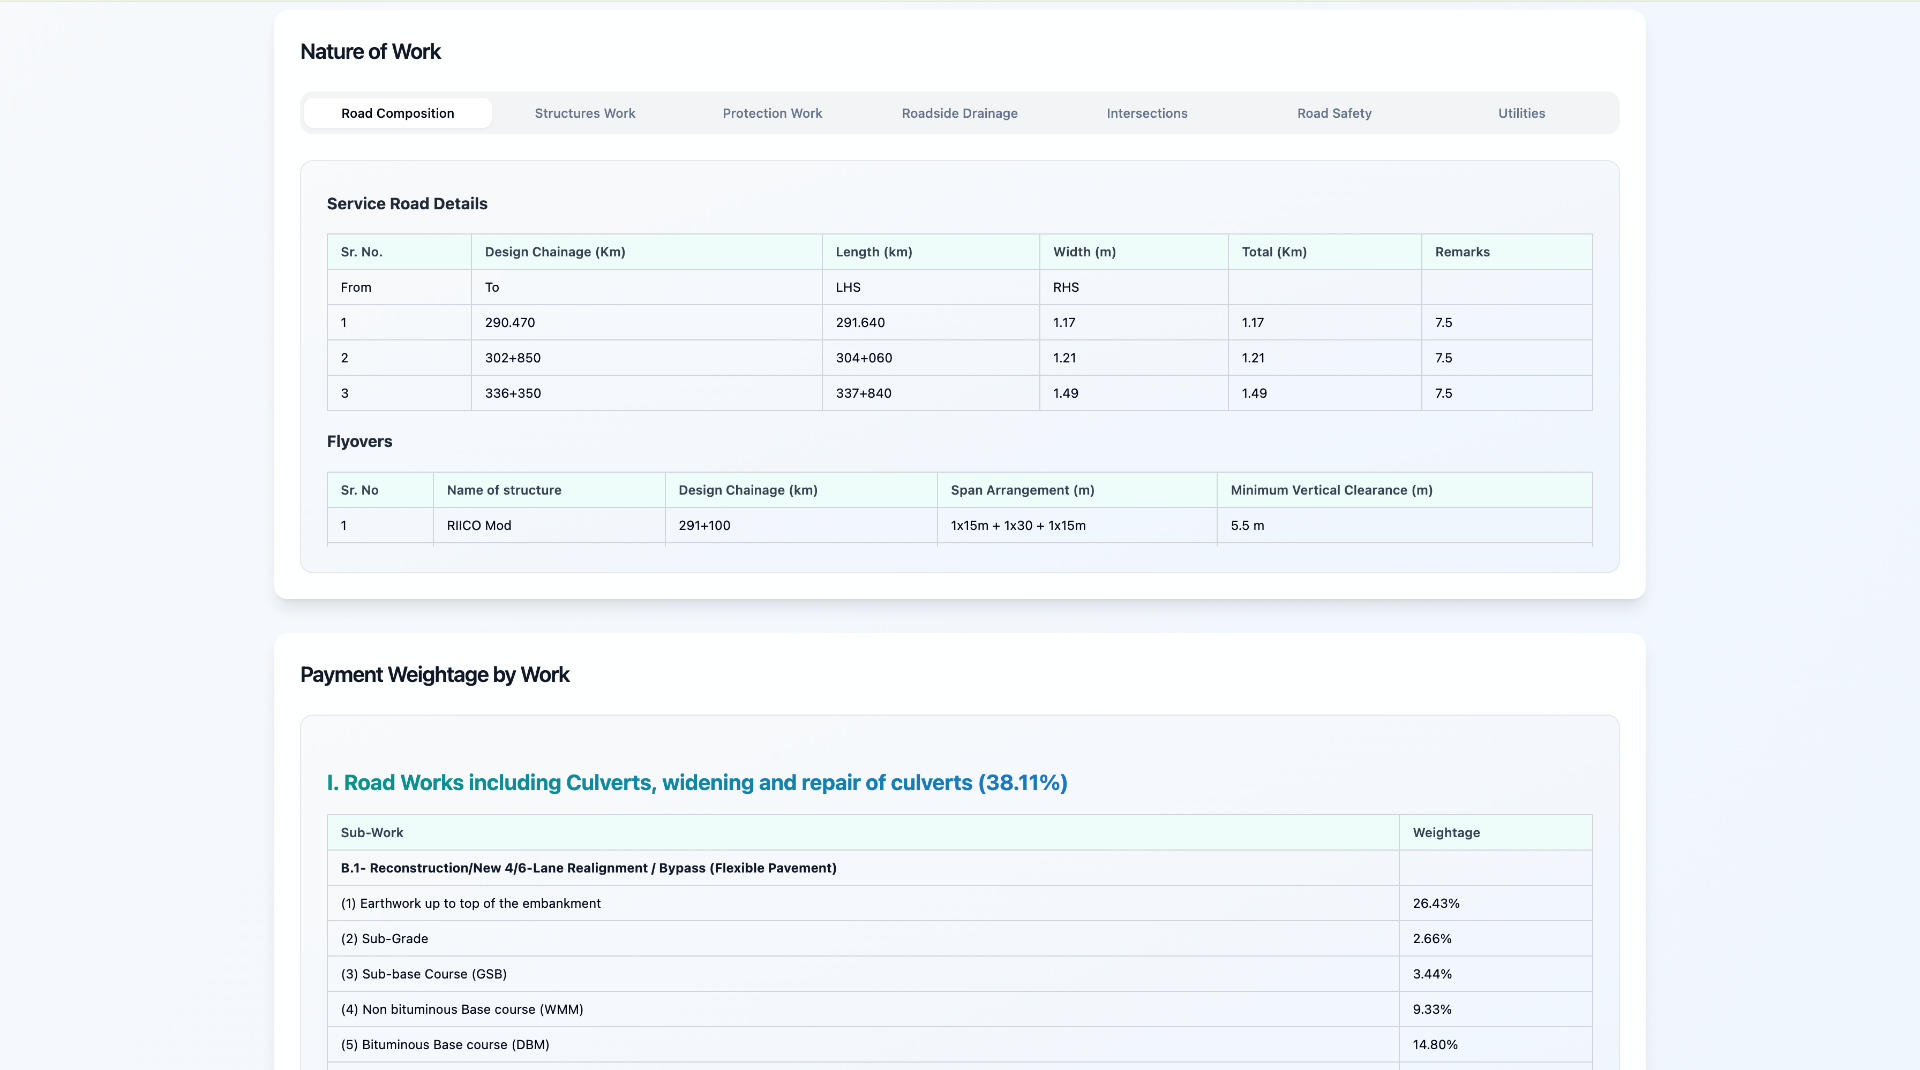 Nature of Work
Road Composition Structures Work Protection Work Roadside Drainage Intersections Road Safety Utilities
Service Road Details
Sr. No. Design Chainage (Km) Length (km) Width (m) Total (Km) Remarks
From To LHS RHS
1 290.470 291.640 1.17 1.17 7.5
2 302+850 304+060 1.21 1.21 7.5
3 336+350 337+840 1.49 1.49 7.5
Flyovers
Sr. No Name of structure Design Chainage (km) Span Arrangement (m) Minimum Vertical Clearance (m)
1 RIICO Mod 291+100 1x15m + 1x30 + 1x15m 5.5 m
Payment Weightage by Work
I. Road Works including Culverts, widening and repair of culverts (38.11%)
Sub-Work Weightage
B.1- Reconstruction/New 4/6-Lane Realignment / Bypass (Flexible Pavement)
(1) Earthwork up to top of the embankment 26.43%
(2) Sub-Grade 2.66%
(3) Sub-base Course (GSB) 3.44%
(4) Non bituminous Base course (WMM) 9.33%
(5) Bituminous Base course (DBM) 14.80%